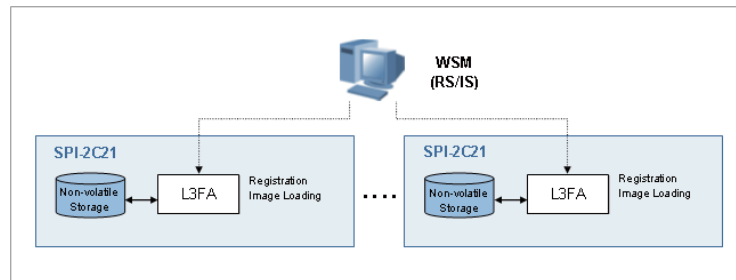 WSM
(RS/IS)
SPI-2C21
Non-volatile
Storage
L3FA
Registration
Image Loading
SPI-2C21
Non-volatile
Storage
L3FA
Registration
Image Loading